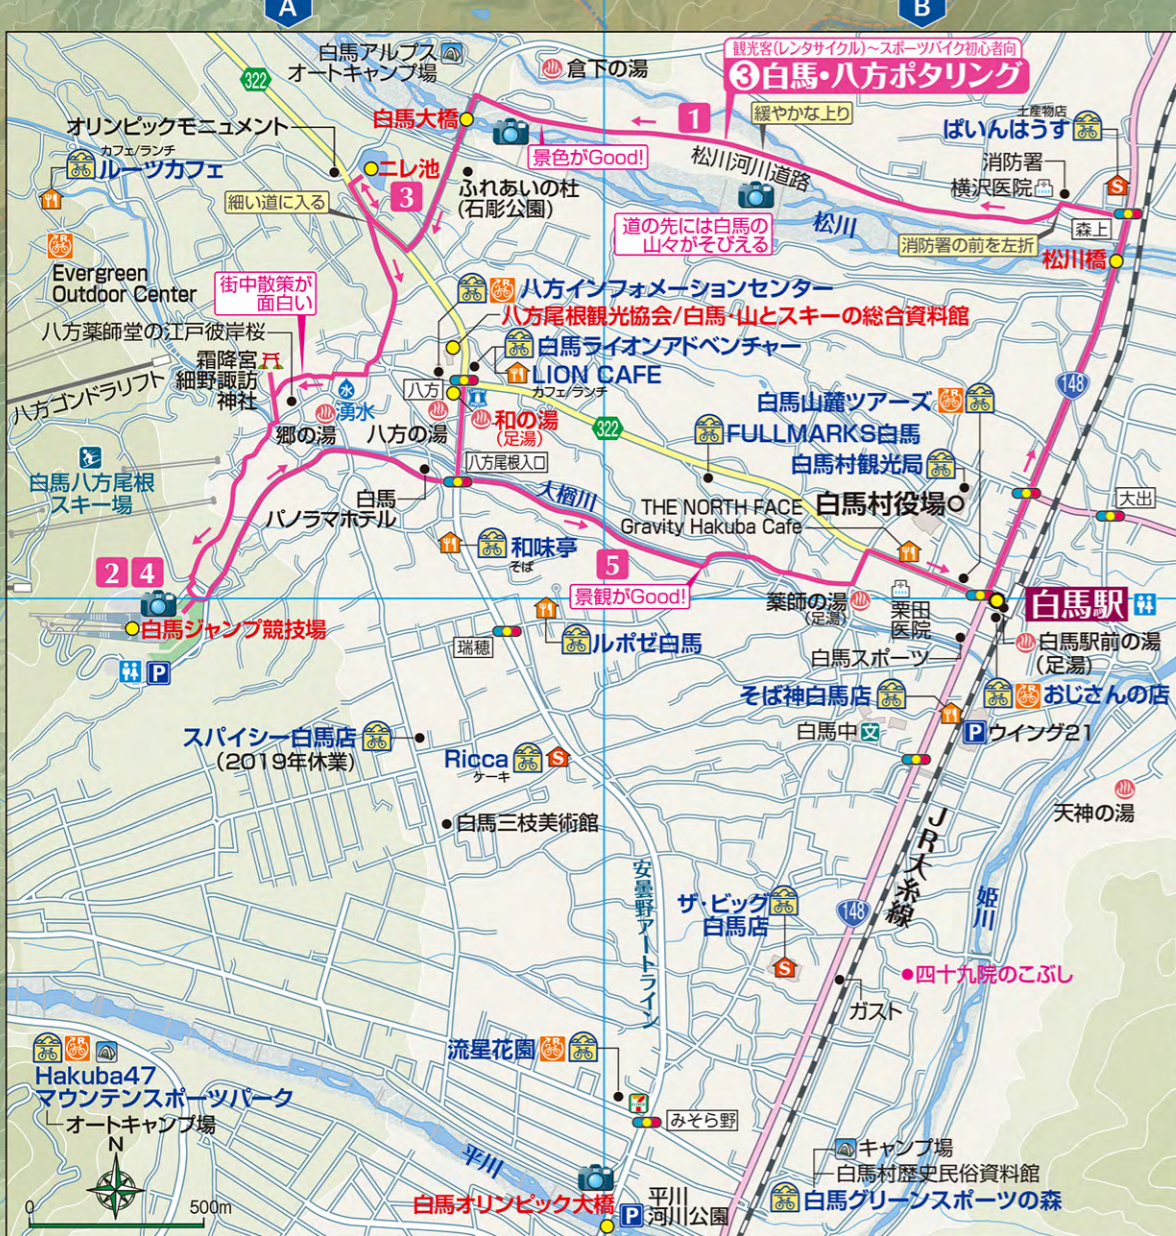 A
B
観光客(レンタサイクル)～スポーツバイク初心者向
③白馬・八方ポタリング
白馬アルプス
オートキャンプ場
倉下の湯
322
白馬大橋
1
緩やかな上り
土産物店
ぱいんはうす
S
オリンピックモニュメント
カフェ/ランチ
ルーツカフェ
景色がGood!
松川河川道路
消防署
横沢医院
ニレ池
3
ふれあいの杜
(石彫公園)
細い道に入る
道の先には白馬の
山々がそびえる
松川
森上
消防署の前を左折
松川橋
R
Evergreen
Outdoor Center
街中散策が
面白い
八方インフォメーションセンター
R
八方尾根観光協会/白馬・山とスキーの総合資料館
八方薬師堂の江戸彼岸桜
霜降宮
細野諏訪
神社
八方ゴンドラリフト
白馬ライオンアドベンチャー
LION CAFE
カフェ/ランチ
八方
148
水
湧水
郷の湯
八方の湯
和の湯
(足湯)
322
白馬山麓ツアーズ
R
FULLMARKS白馬
白馬村観光局
八方尾根入口
白馬八方尾根
スキー場
白馬
パノラマホテル
大楢川
THE NORTH FACE
Gravity Hakuba Cafe
白馬村役場
大出
和味亭
そば
2 4
5
景観がGood!
白馬ジャンプ競技場
P
薬師の湯
(足湯)
栗田
医院
白馬駅
白馬駅前の湯
(足湯)
瑞穂
ルポゼ白馬
白馬スポーツ
そば神白馬店
R
おじさんの店
スパイシー白馬店
(2019年休業)
Ricca
ケーキ
S
白馬中
文
P
ウイング21
天神の湯
白馬三枝美術館
安曇野アートライン
JR大糸線
姫川
ザ・ビッグ
白馬店
S
148
四十九院のこぶし
ガスト
流星花園
R
7
みそら野
R
Hakuba47
マウンテンスポーツパーク
オートキャンプ場
N
0
500m
平川
白馬オリンピック大橋
P
平川
河川公園
キャンプ場
白馬村歴史民俗資料館
白馬グリーンスポーツの森